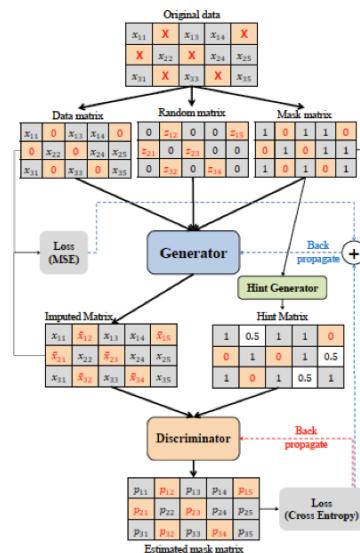 Original data
x₁₁ X x₁₃ x₁₄ X
X x₂₂ X x₂₄ x₂₅
x₃₁ X x₃₃ X x₃₅
Data matrix Random matrix Mask matrix
x₁₁ 0 x₁₃ x₁₄ 0 0 z₁₂ 0 0 z₁₅ 1 0 1 1 0
0 x₂₂ 0 x₂₄ x₂₅ z₂₁ 0 z₂₃ 0 0 0 1 0 1 1
x₃₁ 0 x₃₃ 0 x₃₅ 0 z₃₂ 0 z₃₄ 0 1 0 1 0 1
Loss
(MSE)
Generator
Back
propagate
+
Hint Generator
Imputed Matrix
x₁₁ x̄₁₂ x₁₃ x₁₄ x̄₁₅
x̄₂₁ x₂₂ x̄₂₃ x₂₄ x₂₅
x₃₁ x̄₃₂ x₃₃ x̄₃₄ x₃₅
Hint Matrix
1 0.5 1 1 0
0 1 0 1 0.5
1 0 1 0.5 1
Discriminator
Back
propagate
p₁₁ p₁₂ p₁₃ p₁₄ p₁₅
p₂₁ p₂₂ p₂₃ p₂₄ p₂₅
p₃₁ p₃₂ p₃₃ p₃₄ p₃₅
Estimated mask matrix
Loss
(Cross Entropy)